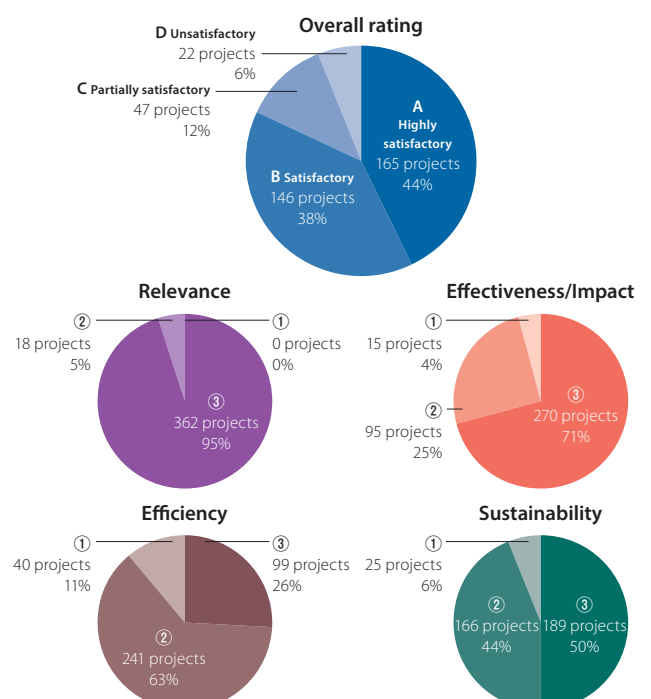 Overall rating
D Unsatisfactory
22 projects
6%
C Partially satisfactory
47 projects
12%
A
Highly
satisfactory
165 projects
44%
B Satisfactory
146 projects
38%
Relevance
②
18 projects
5%
①
0 projects
0%
③
362 projects
95%
Effectiveness/Impact
①
15 projects
4%
②
95 projects
25%
③
270 projects
71%
Efficiency
①
40 projects
11%
③
99 projects
26%
②
241 projects
63%
Sustainability
①
25 projects
6%
②
166 projects
44%
③
189 projects
50%